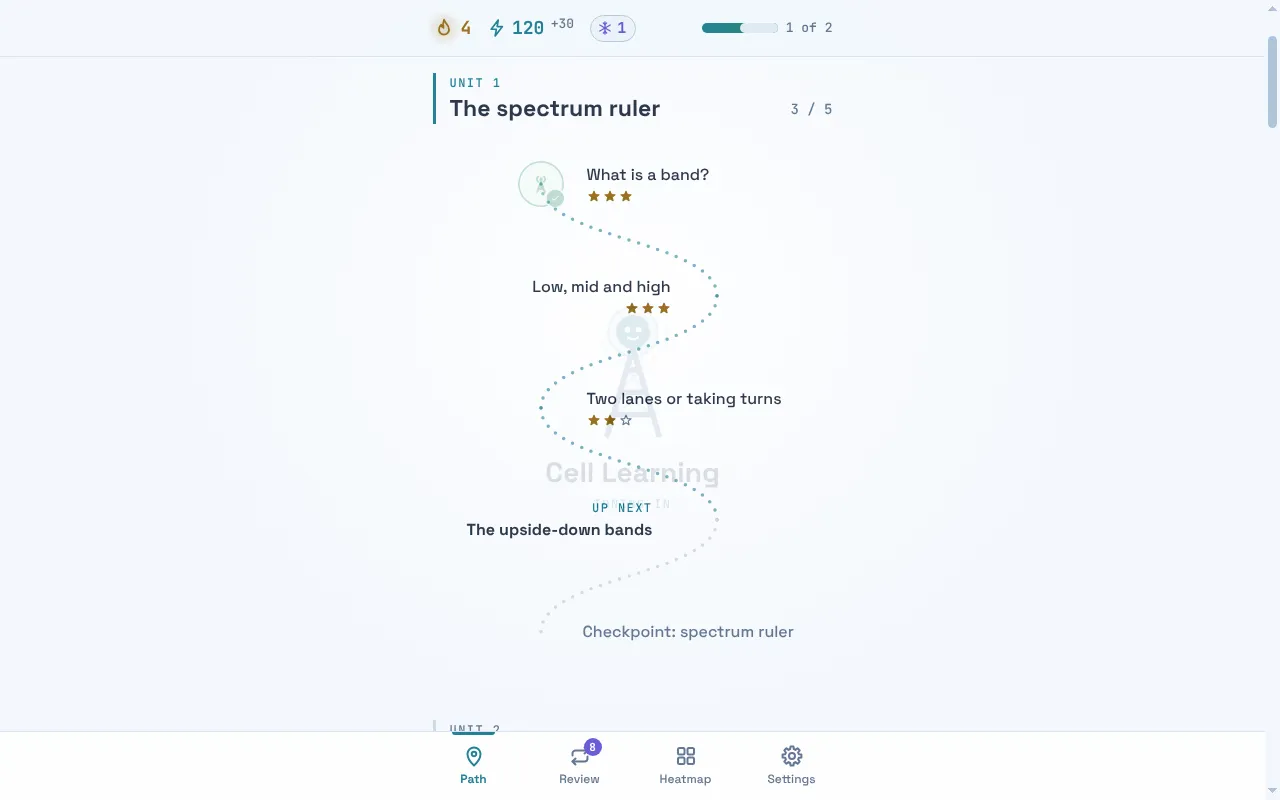 4 120 +30 1 1 of 2
UNIT 1
The spectrum ruler 3 / 5
What is a band?
Low, mid and high
Two lanes or taking turns
Cell Learning
UP NEXT
The upside-down bands
Checkpoint: spectrum ruler
UNIT 2
8
Path Review Heatmap Settings